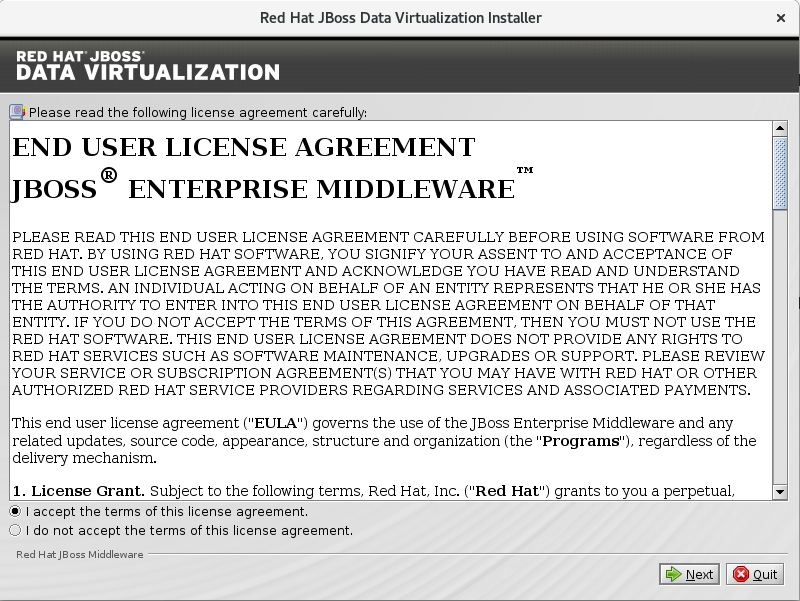 Red Hat JBoss Data Virtualization Installer
RED HAT® JBOSS®
DATA VIRTUALIZATION
Please read the following license agreement carefully:
END USER LICENSE AGREEMENT
JBOSS® ENTERPRISE MIDDLEWARE™
PLEASE READ THIS END USER LICENSE AGREEMENT CAREFULLY BEFORE USING SOFTWARE FROM
RED HAT. BY USING RED HAT SOFTWARE, YOU SIGNIFY YOUR ASSENT TO AND ACCEPTANCE OF
THIS END USER LICENSE AGREEMENT AND ACKNOWLEDGE YOU HAVE READ AND UNDERSTAND
THE TERMS. AN INDIVIDUAL ACTING ON BEHALF OF AN ENTITY REPRESENTS THAT HE OR SHE HAS
THE AUTHORITY TO ENTER INTO THIS END USER LICENSE AGREEMENT ON BEHALF OF THAT
ENTITY. IF YOU DO NOT ACCEPT THE TERMS OF THIS AGREEMENT, THEN YOU MUST NOT USE THE
RED HAT SOFTWARE. THIS END USER LICENSE AGREEMENT DOES NOT PROVIDE ANY RIGHTS TO
RED HAT SERVICES SUCH AS SOFTWARE MAINTENANCE, UPGRADES OR SUPPORT. PLEASE REVIEW
YOUR SERVICE OR SUBSCRIPTION AGREEMENT(S) THAT YOU MAY HAVE WITH RED HAT OR OTHER
AUTHORIZED RED HAT SERVICE PROVIDERS REGARDING SERVICES AND ASSOCIATED PAYMENTS.
This end user license agreement ("EULA") governs the use of the JBoss Enterprise Middleware and any
related updates, source code, appearance, structure and organization (the "Programs"), regardless of the
delivery mechanism.
1. License Grant. Subject to the following terms, Red Hat, Inc. ("Red Hat") grants to you a perpetual,
I accept the terms of this license agreement.
I do not accept the terms of this license agreement.
Red Hat JBoss Middleware
Next
Quit